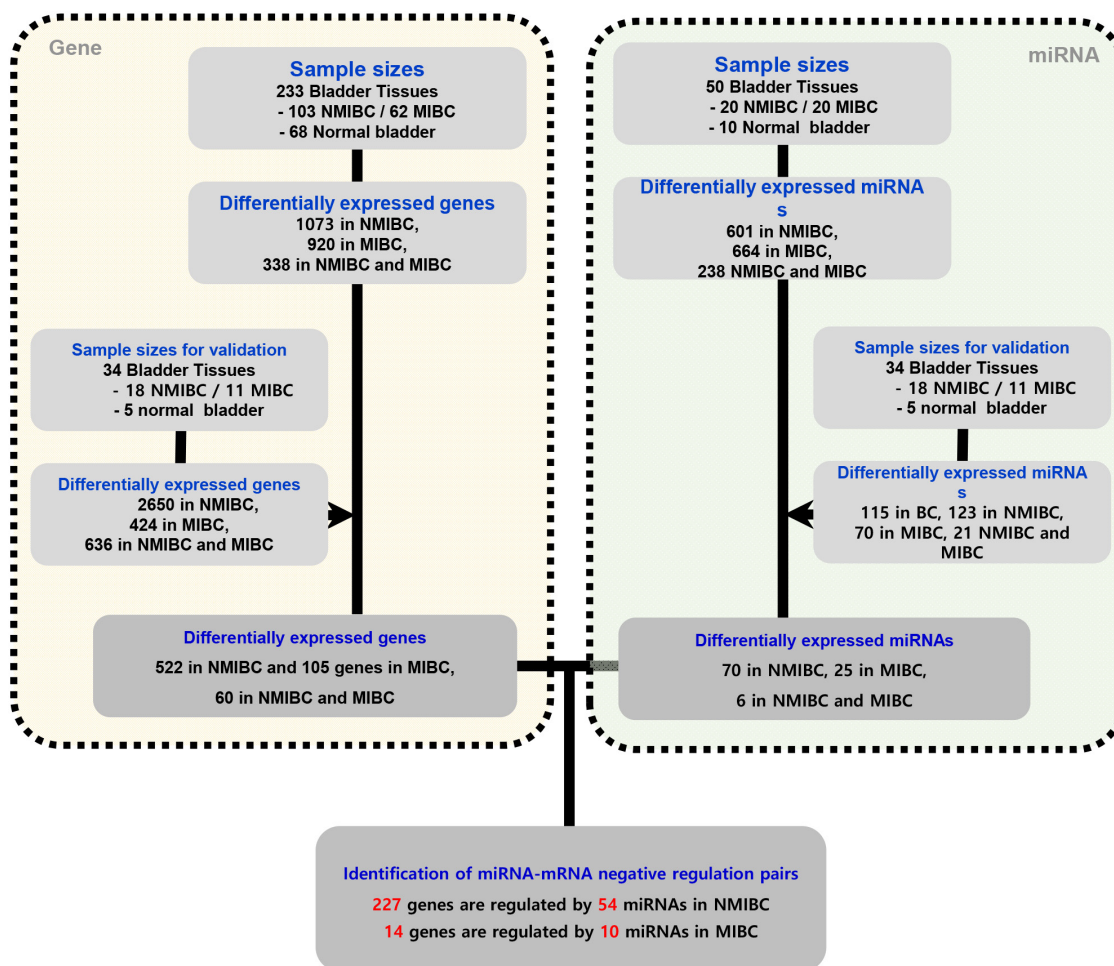 Gene
Sample sizes
233 Bladder Tissues
- 103 NMIBC / 62 MIBC
- 68 Normal bladder
Differentially expressed genes
1073 in NMIBC,
920 in MIBC,
338 in NMIBC and MIBC
Sample sizes for validation
34 Bladder Tissues
- 18 NMIBC / 11 MIBC
- 5 normal bladder
Differentially expressed genes
2650 in NMIBC,
424 in MIBC,
636 in NMIBC and MIBC
Differentially expressed genes
522 in NMIBC and 105 genes in MIBC,
60 in NMIBC and MIBC
miRNA
Sample sizes
50 Bladder Tissues
- 20 NMIBC / 20 MIBC
- 10 Normal bladder
Differentially expressed miRNA
s
601 in NMIBC,
664 in MIBC,
238 NMIBC and MIBC
Sample sizes for validation
34 Bladder Tissues
- 18 NMIBC / 11 MIBC
- 5 normal bladder
Differentially expressed miRNA
s
115 in BC, 123 in NMIBC,
70 in MIBC, 21 NMIBC and
MIBC
Differentially expressed miRNAs
70 in NMIBC, 25 in MIBC,
6 in NMIBC and MIBC
Identification of miRNA-mRNA negative regulation pairs
227 genes are regulated by 54 miRNAs in NMIBC
14 genes are regulated by 10 miRNAs in MIBC